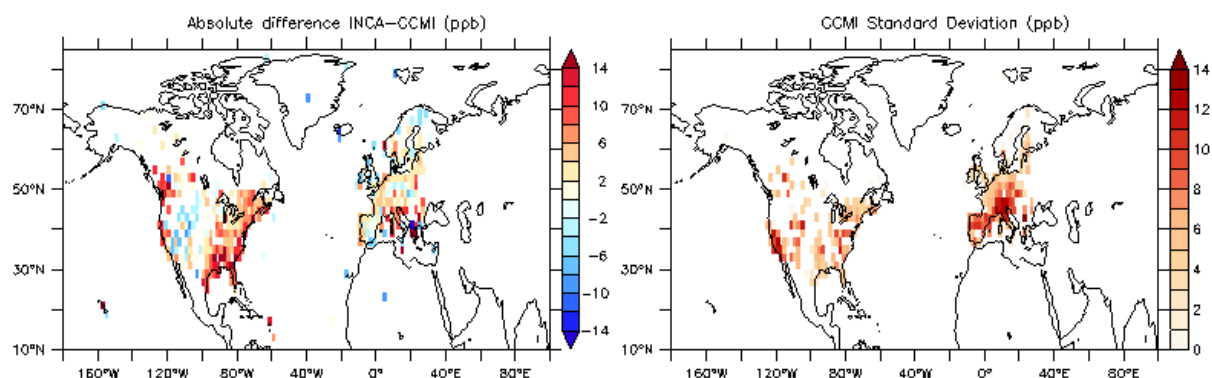 Absolute difference INCA-CCMI (ppb)
70°N
50°N
30°N
10°N
160°W 120°W 80°W 40°W 0° 40°E 80°E
14
10
6
2
-2
-6
-10
-14
CCMI Standard Deviation (ppb)
70°N
50°N
30°N
10°N
160°W 120°W 80°W 40°W 0° 40°E 80°E
14
12
10
8
6
4
2
0